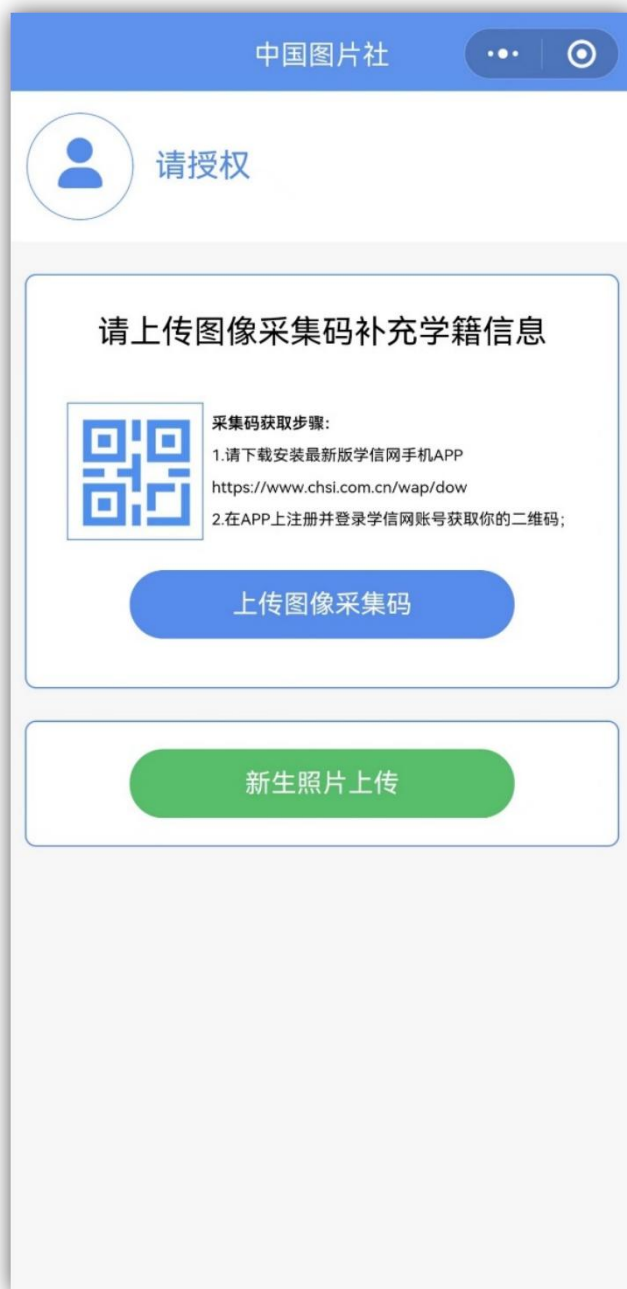 中国图片社
请授权
请上传图像采集码补充学籍信息
采集码获取步骤：
1.请下载安装最新版学信网手机APP
https://www.chsi.com.cn/wap/dow
2.在APP上注册并登录学信网账号获取你的二维码；
上传图像采集码
新生照片上传